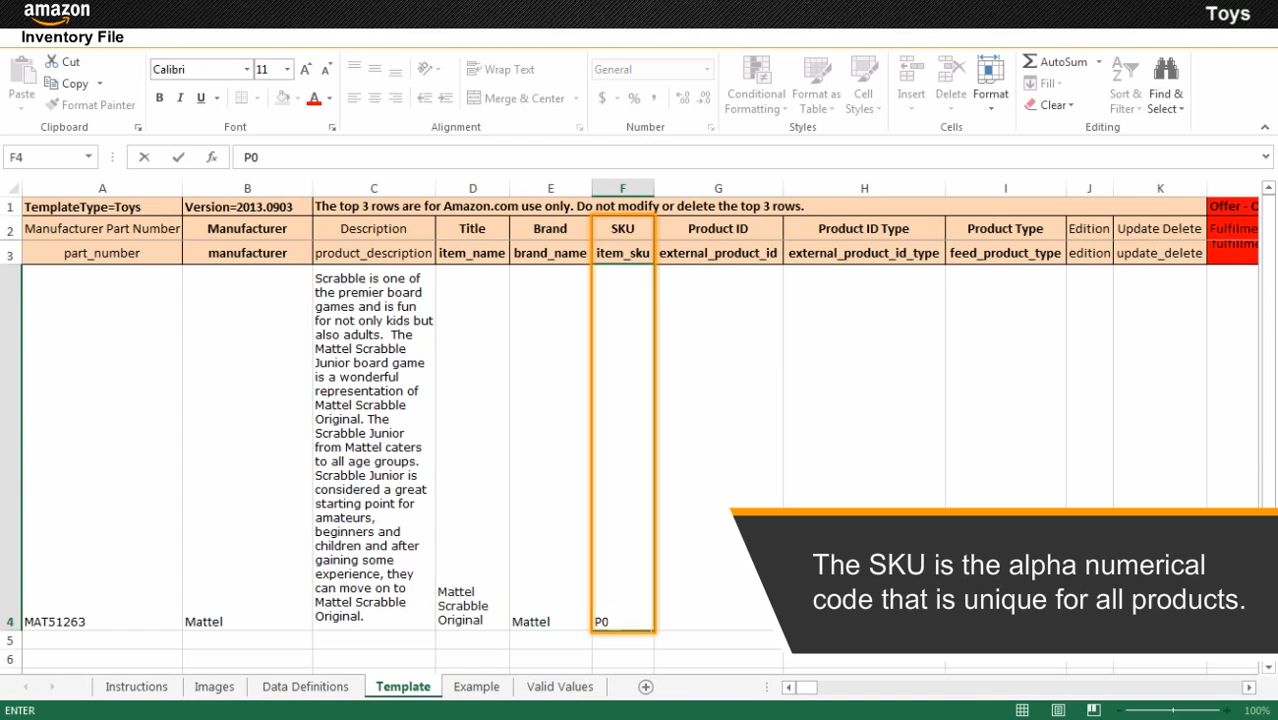 amazon
Toys
Inventory File
Cut
Copy
Format Painter
Paste
Clipboard
Calibri 11 A A
B I U A
Font
Wrap Text
Merge & Center
Alignment
General
$ % ,
Number
Conditional Formatting
Format as Table
Cell Styles
Styles
Insert Delete Format
Cells
AutoSum
Fill
Clear
Sort & Filter
Find & Select
Editing
F4 fx P0
A B C D E F G H I J K
1 TemplateType=Toys Version=2013.0903 The top 3 rows are for Amazon.com use only. Do not modify or delete the top 3 rows. Offer - 
2 Manufacturer Part Number Manufacturer Description Title Brand SKU Product ID Product ID Type Product Type Edition Update Delete Fulfilme
3 part_number manufacturer product_description item_name brand_name item_sku external_product_id external_product_id_type feed_product_type edition update_delete fulfilme
Scrabble is one of
the premier board
games and is fun
for not only kids but
also adults. The
Mattel Scrabble
Junior board game
is a wonderful
representation of
Mattel Scrabble
Original. The
Scrabble Junior
from Mattel caters
to all age groups.
Scrabble Junior is
considered a great
starting point for
amateurs,
beginners and
children and after
gaining some
experience, they
can move on to
Mattel Scrabble
Original.
Mattel
Scrabble
Original
4 MAT51263 Mattel Mattel P0
5
6
The SKU is the alpha numerical
code that is unique for all products.
Instructions Images Data Definitions Template Example Valid Values
ENTER 100%